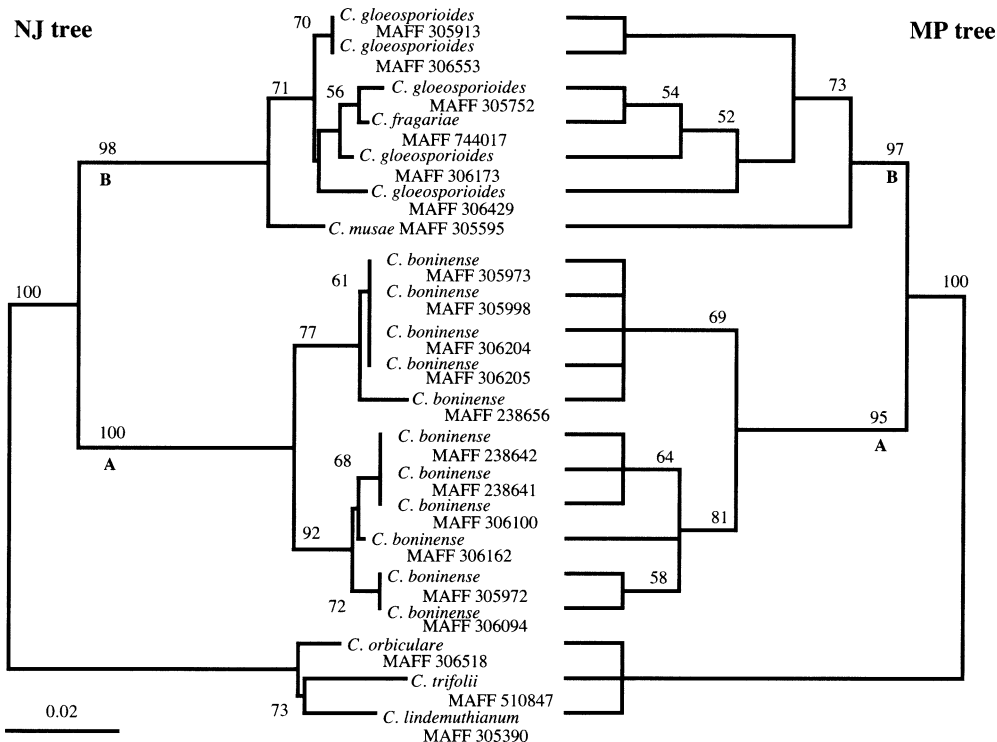 NJ tree
MP tree
70
C. gloeosporioides
MAFF 305913
C. gloeosporioides
MAFF 306553
71
56
C. gloeosporioides
MAFF 305752
C. fragariae
MAFF 744017
C. gloeosporioides
MAFF 306173
C. gloeosporioides
MAFF 306429
C. musae MAFF 305595
54
52
73
98
B
97
B
100
100
61
C. boninense
MAFF 305973
C. boninense
MAFF 305998
C. boninense
MAFF 306204
C. boninense
MAFF 306205
77
C. boninense
MAFF 238656
69
100
A
95
A
68
C. boninense
MAFF 238642
C. boninense
MAFF 238641
C. boninense
MAFF 306100
64
92
C. boninense
MAFF 306162
81
72
C. boninense
MAFF 305972
C. boninense
MAFF 306094
58
C. orbiculare
MAFF 306518
C. trifolii
MAFF 510847
73
C. lindemuthianum
MAFF 305390
0.02